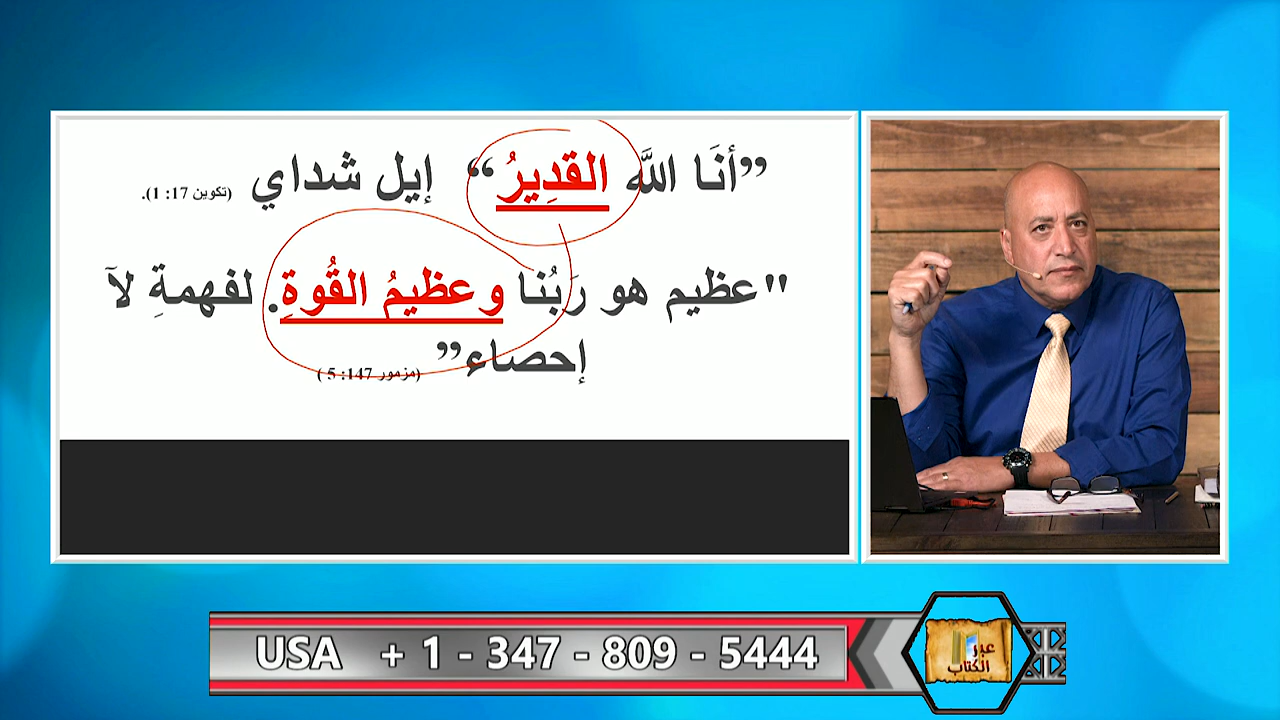 ”أنَا اللَّه القدِيرُ“ إيل شداي (تكوين 17: 1).
"عظيم هو رَبُنا وعظيمُ القُوةِ. لفهمةِ لآ
إحصاء” (مزمور 147: 5 )
USA + 1 - 347 - 809 - 5444
عبر
الكتاب